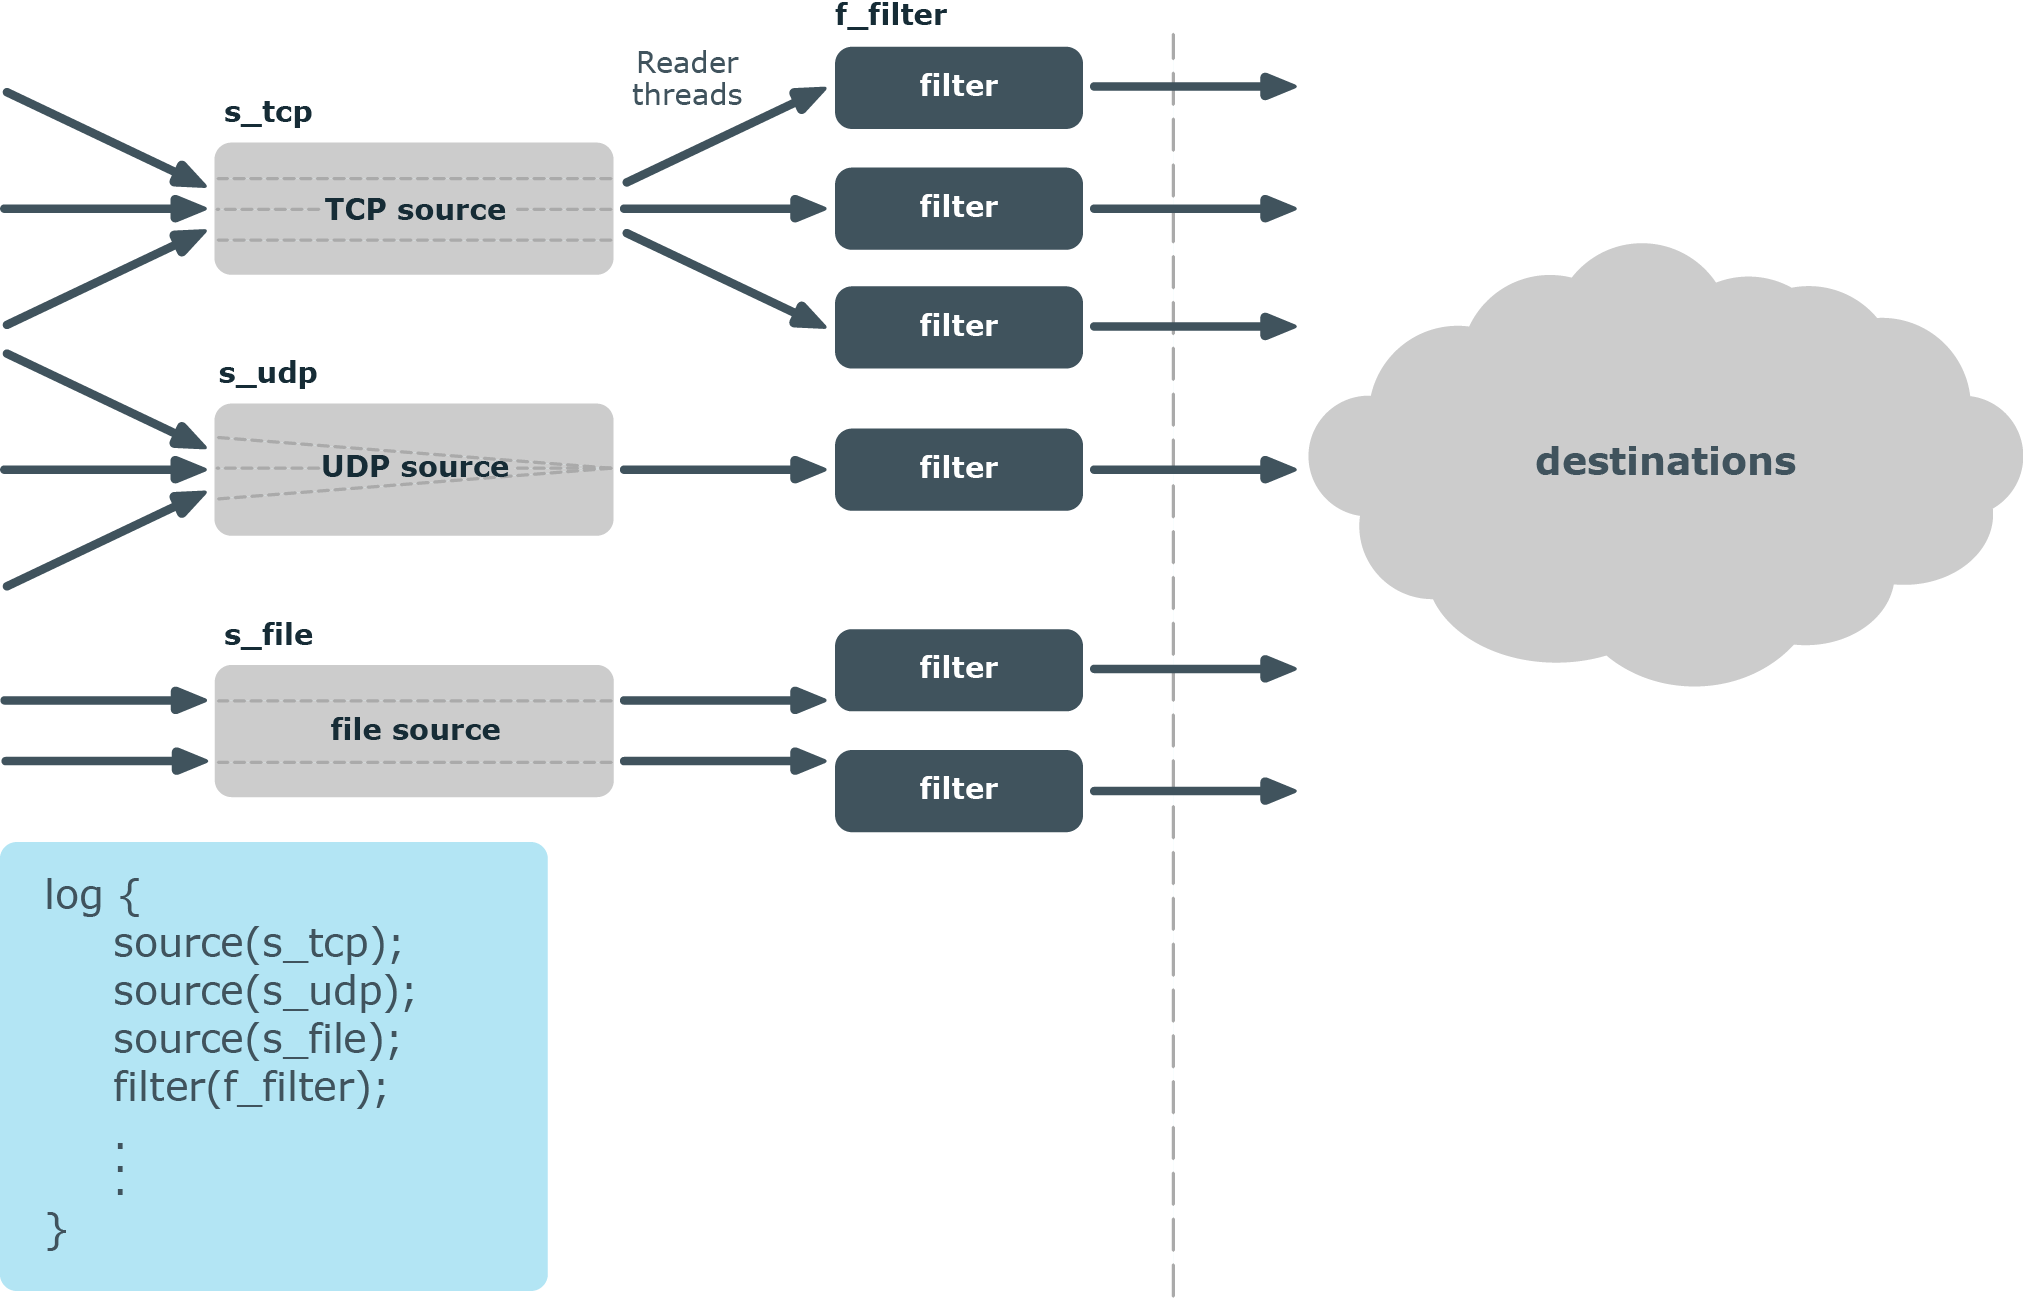 f_filter
Reader
threads
filter
s_tcp
TCP source
filter
filter
s_udp
UDP source
filter
destinations
s_file
file source
filter
filter
log {
source(s_tcp);
source(s_udp);
source(s_file);
filter(f_filter);
.
.
.
}